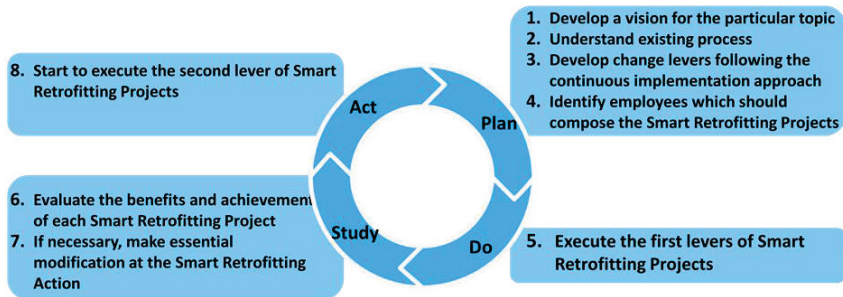 1. Develop a vision for the particular topic
2. Understand existing process
3. Develop change levers following the
continuous implementation approach
4. Identify employees which should
compose the Smart Retrofitting Projects
Plan
Do
5. Execute the first levers of Smart
Retrofitting Projects
Study
6. Evaluate the benefits and achievement
of each Smart Retrofitting Project
7. If necessary, make essential
modification at the Smart Retrofitting
Action
Act
8. Start to execute the second lever of Smart
Retrofitting Projects